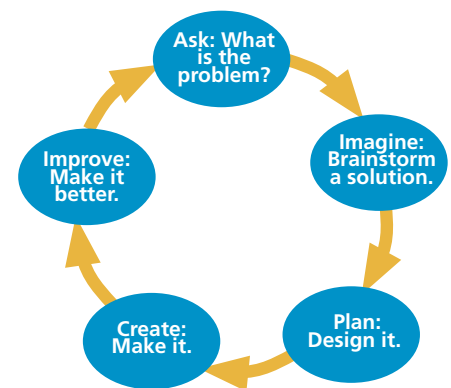 Ask: What
is the
problem?
Imagine:
Brainstorm
a solution.
Plan:
Design it.
Create:
Make it.
Improve:
Make it
better.